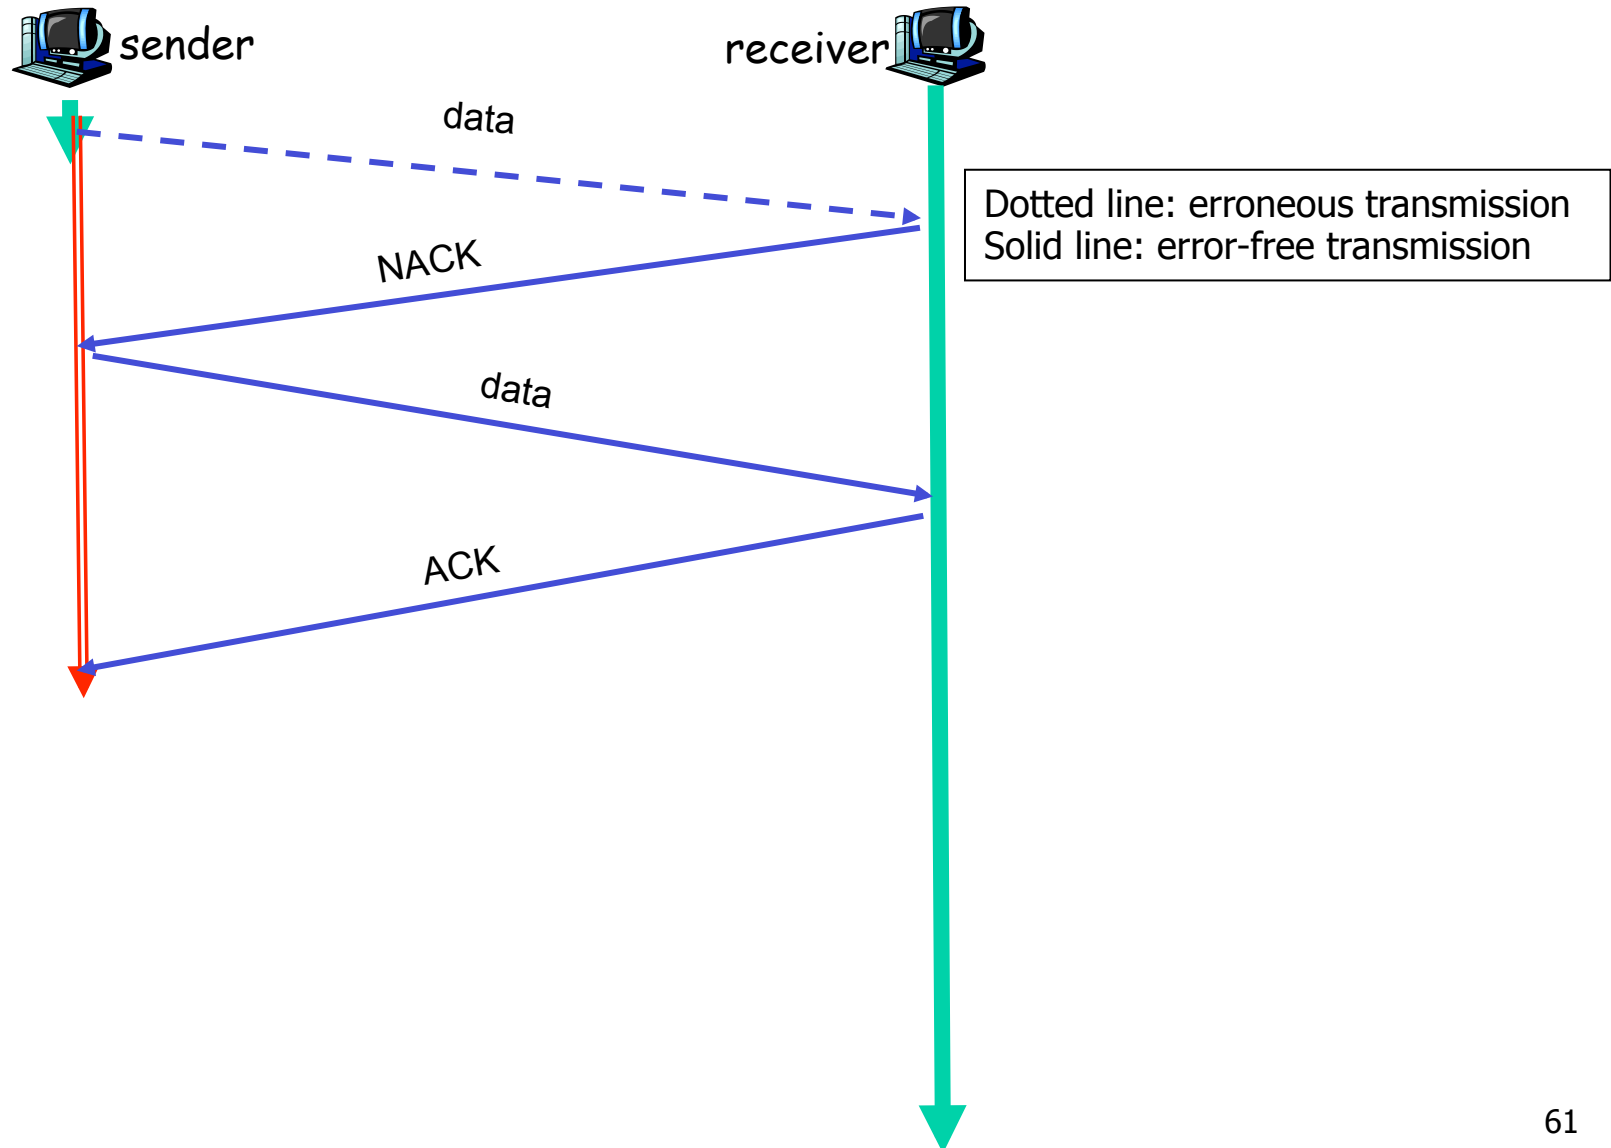 sender
receiver
data
Dotted line: erroneous transmission
Solid line: error-free transmission
NACK
data
ACK
61